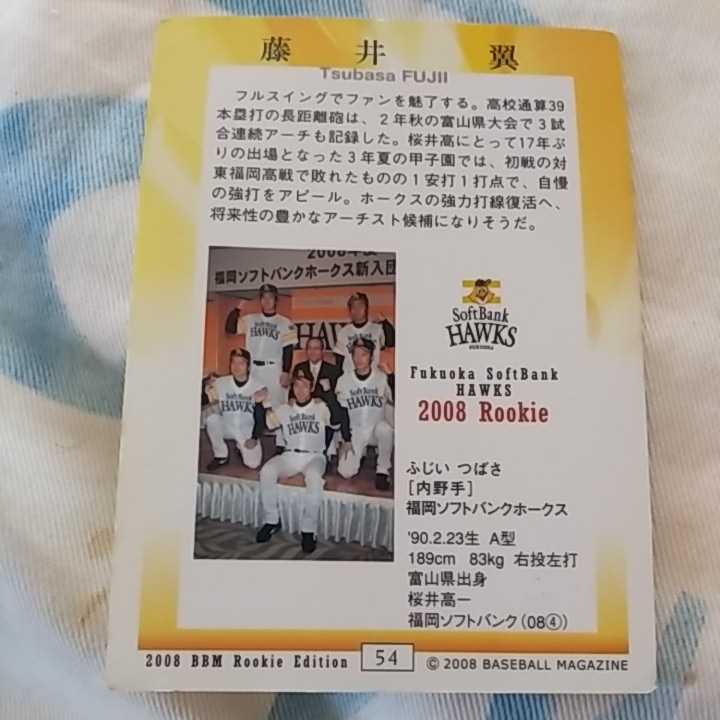 藤井翼
Tsubasa FUJII
フルスイングでファンを魅了する。高校通算39
本塁打の長距離砲は、2年秋の富山県大会で3試
合連続アーチも記録した。桜井高にとって17年ぶ
りの出場となった3年夏の甲子園では、初戦の対
東福岡高戦で敗れたものの1安打1打点で、自慢
の強打をアピール。ホークスの強力打線復活へ、
将来性の豊かなアーチスト候補になりそうだ。
福岡ソフトバンクホークス新入団
HAWKS
SoftBank
HAWKS
SoftBank
HAWKS
FUKUOKA
Fukuoka SoftBank
HAWKS
2008 Rookie
ふじい つばさ
[内野手]
福岡ソフトバンクホークス
'90.2.23生 A型
189cm 83kg 右投左打
富山県出身
桜井高一
福岡ソフトバンク(08④)
2008 BBM Rookie Edition 54 © 2008 BASEBALL MAGAZINE